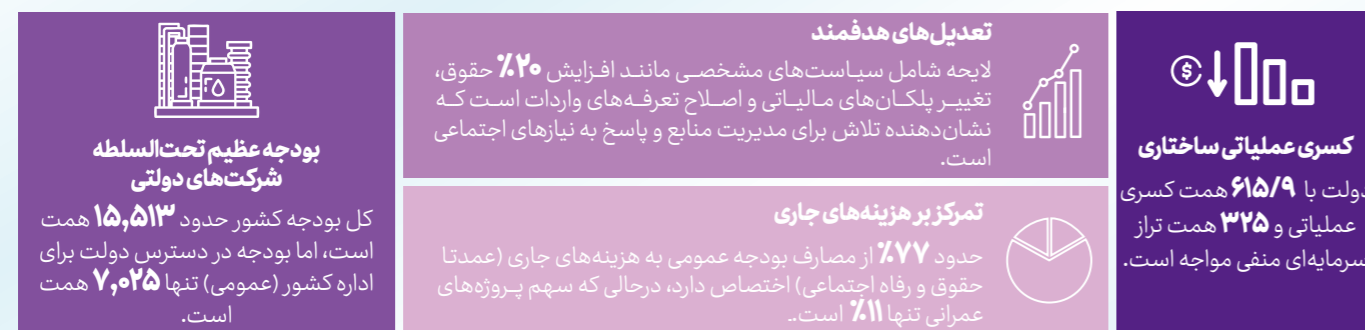 کسری عملیاتی ساختاری
دولت با ۶۱۵/۹ همت کسری
عملیاتی و ۳۲۵ همت تراز
سرمایه‌ای منفی مواجه است.
تعدیل‌های هدفمند
لایحه شامل سیاست‌های مشخصی مانند افزایش ۲۰٪ حقوق،
تغییر پلکان‌های مالیاتی و اصلاح تعرفه‌های واردات است که
نشان‌دهنده تلاش برای مدیریت منابع و پاسخ به نیازهای اجتماعی
است.
تمرکز بر هزینه‌های جاری
حدود ۷۷٪ از مصارف بودجه عمومی به هزینه‌های جاری (عمدتا
حقوق و رفاه اجتماعی) اختصاص دارد، درحالی که سهم پروژه‌های
عمرانی تنها ۱۱٪ است..
بودجه عظیم تحت‌السلطه
شرکت‌های دولتی
کل بودجه کشور حدود ۱۵,۵۱۳ همت
است، اما بودجه در دسترس دولت برای
اداره کشور (عمومی) تنها ۷,۰۲۵ همت
است.